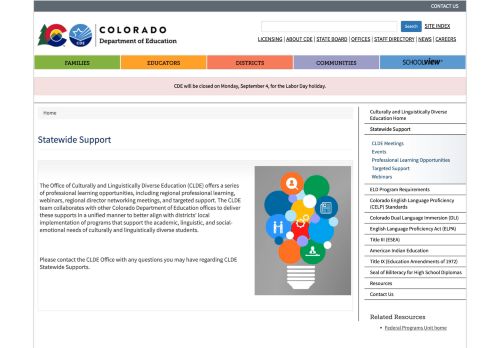 CONTACT US
COLORADO
Department of Education
CDE
Search
SITE INDEX
LICENSING | ABOUT CDE | STATE BOARD | OFFICES | STAFF DIRECTORY | NEWS | CAREERS
FAMILIES
EDUCATORS
DISTRICTS
COMMUNITIES
SCHOOLVIEW
CDE will be closed on Monday, September 4, for the Labor Day holiday.
Home
Statewide Support
The Office of Culturally and Linguistically Diverse Education (CLDE) offers a series
of professional learning opportunities, including regional professional learning,
webinars, regional director networking meetings, and targeted support. The CLDE
team collaborates with other Colorado Department of Education offices to deliver
these supports in a unified manner to better align with districts' local
implementation of programs that support the academic, linguistic, and social-
emotional needs of culturally and linguistically diverse students.
Please contact the CLDE Office with any questions you may have regarding CLDE
Statewide Supports.
Culturally and Linguistically Diverse
Education Home
Statewide Support
CLDE Meetings
Events
Professional Learning Opportunities
Targeted Support
Webinars
ELD Program Requirements
Colorado English Language Proficiency
(CELP) Standards
Colorado Dual Language Immersion (DLI)
English Language Proficiency Act (ELPA)
Title III (ESEA)
American Indian Education
Title IX (Education Amendments of 1972)
Seal of Biliteracy for High School Diplomas
Resources
Contact Us
Related Resources
Federal Programs Unit home